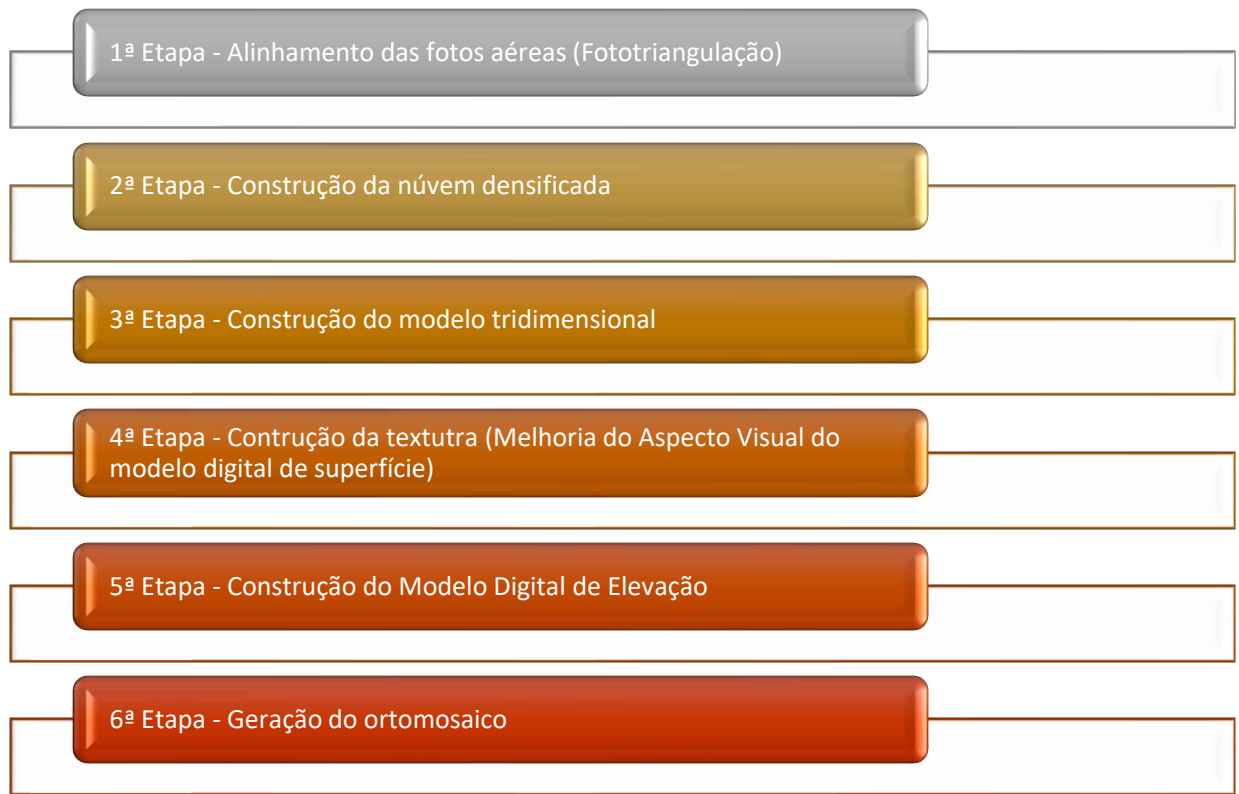 1ª Etapa - Alinhamento das fotos aéreas (Fototriangulação)
2ª Etapa - Construção da núvem densificada
3ª Etapa - Construção do modelo tridimensional
4ª Etapa - Contrução da textutra (Melhoria do Aspecto Visual do
modelo digital de superfície)
5ª Etapa - Construção do Modelo Digital de Elevação
6ª Etapa - Geração do ortomosaico